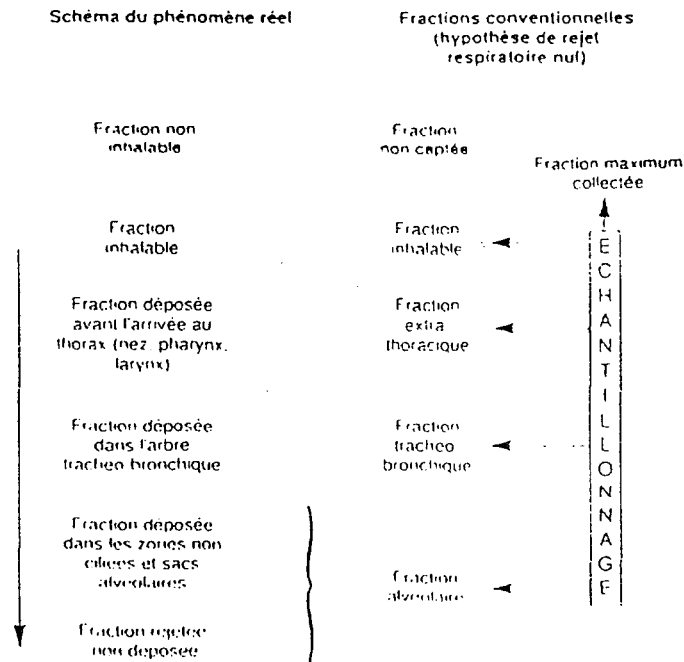 Schéma du phénomène réel
Fractions conventionnelles
(hypothèse de rejet
respiratoire nul)
Fraction non
inhalable
Fraction
non captée
Fraction maximum
collectée
Fraction
inhalable
Fraction
inhalable
Fraction déposée
avant l'arrivée au
thorax (nez, pharynx,
larynx)
Fraction
extra
thoracique
Fraction déposée
dans l'arbre
tracheo bronchique
Fraction
tracheo
bronchique
Fraction déposée
dans les zones non
ciliées et sacs
alvéolaires
Fraction
alvéolaire
Fraction rejetée
non déposée
ECHANTILLONNAGE